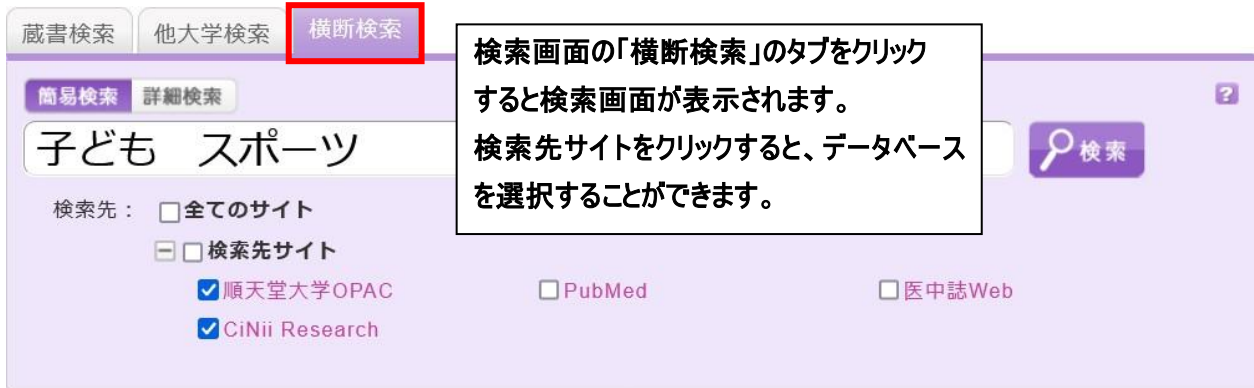 蔵書検索 他大学検索 横断検索
検索画面の「横断検索」のタブをクリック
すると検索画面が表示されます。
検索先サイトをクリックすると、データベース
を選択することができます。
簡易検索 詳細検索 ?
子ども　スポーツ 検索
検索先： 全てのサイト
検索先サイト
順天堂大学OPAC PubMed 医中誌Web
CiNii Research